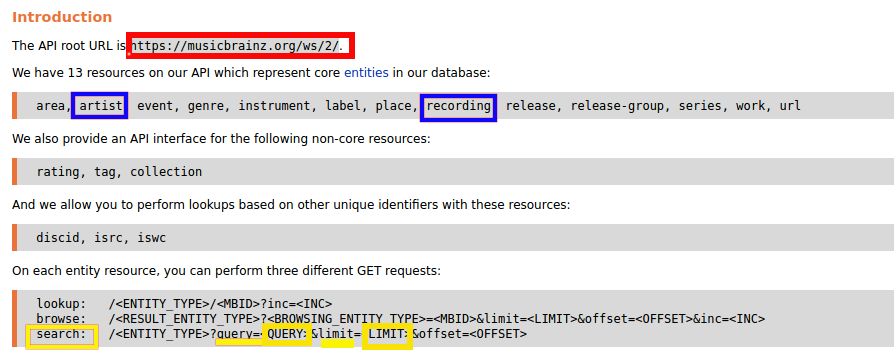 Introduction
The API root URL is https://musicbrainz.org/ws/2/.
We have 13 resources on our API which represent core entities in our database:
area, artist, event, genre, instrument, label, place, recording, release, release-group, series, work, url
We also provide an API interface for the following non-core resources:
rating, tag, collection
And we allow you to perform lookups based on other unique identifiers with these resources:
discid, isrc, iswc
On each entity resource, you can perform three different GET requests:
lookup: /<ENTITY_TYPE>/<MBID>?inc=<INC>
browse: /<RESULT_ENTITY_TYPE>?<BROWSING_ENTITY_TYPE>=<MBID>&limit=<LIMIT>&offset=<OFFSET>&inc=<INC>
search: /<ENTITY_TYPE>?query=<QUERY>&limit=<LIMIT>&offset=<OFFSET>